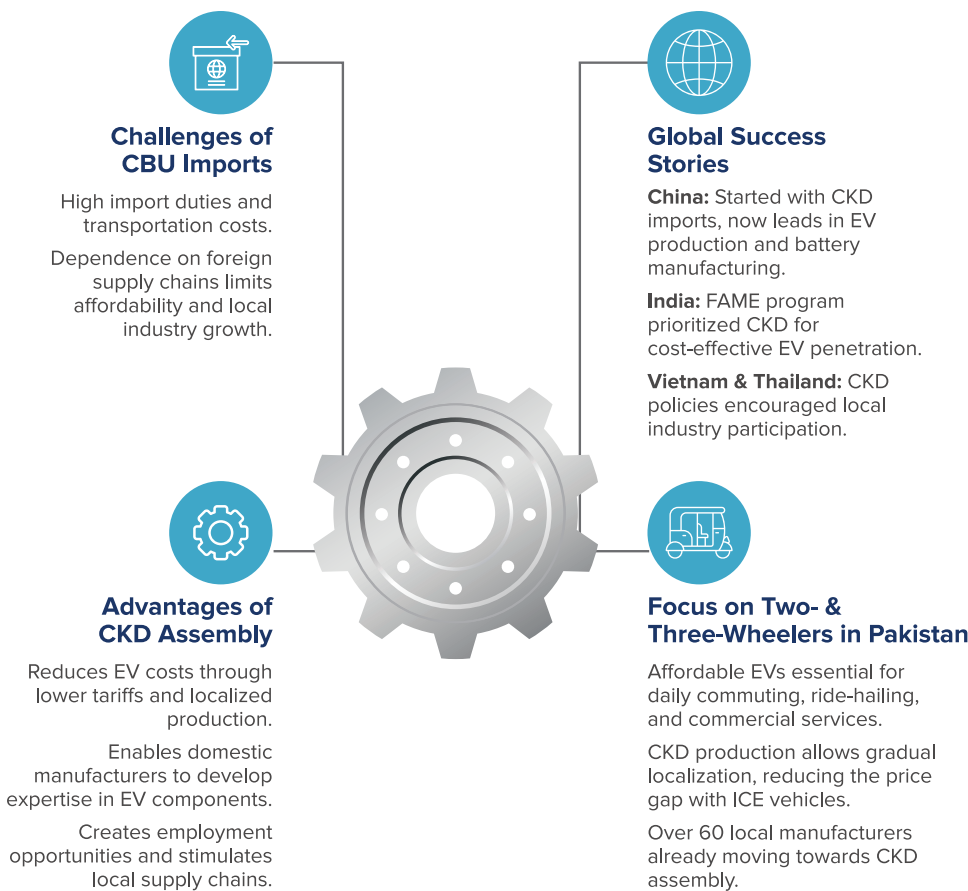 Challenges of
CBU Imports
High import duties and
transportation costs.
Dependence on foreign
supply chains limits
affordability and local
industry growth.
Global Success
Stories
China: Started with CKD
imports, now leads in EV
production and battery
manufacturing.
India: FAME program
prioritized CKD for
cost-effective EV penetration.
Vietnam & Thailand: CKD
policies encouraged local
industry participation.
Advantages of
CKD Assembly
Reduces EV costs through
lower tariffs and localized
production.
Enables domestic
manufacturers to develop
expertise in EV components.
Creates employment
opportunities and stimulates
local supply chains.
Focus on Two- &
Three-Wheelers in Pakistan
Affordable EVs essential for
daily commuting, ride-hailing,
and commercial services.
CKD production allows gradual
localization, reducing the price
gap with ICE vehicles.
Over 60 local manufacturers
already moving towards CKD
assembly.